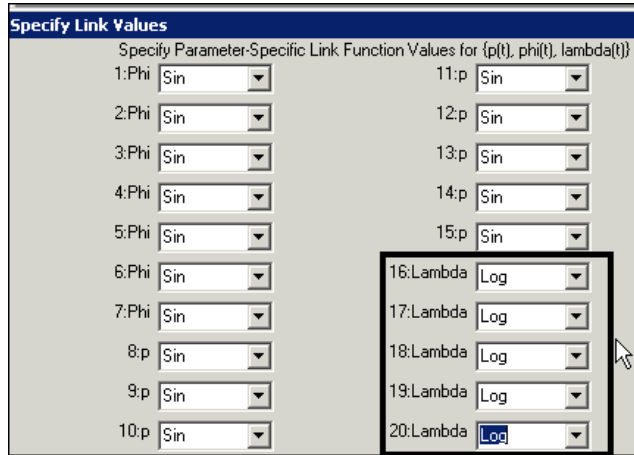 Specify Link Values
Specify Parameter-Specific Link Function Values for {p(t), phi(t), lambda(t)}
1:Phi Sin
2:Phi Sin
3:Phi Sin
4:Phi Sin
5:Phi Sin
6:Phi Sin
7:Phi Sin
8:p Sin
9:p Sin
10:p Sin
11:p Sin
12:p Sin
13:p Sin
14:p Sin
15:p Sin
16:Lambda Log
17:Lambda Log
18:Lambda Log
19:Lambda Log
20:Lambda Log